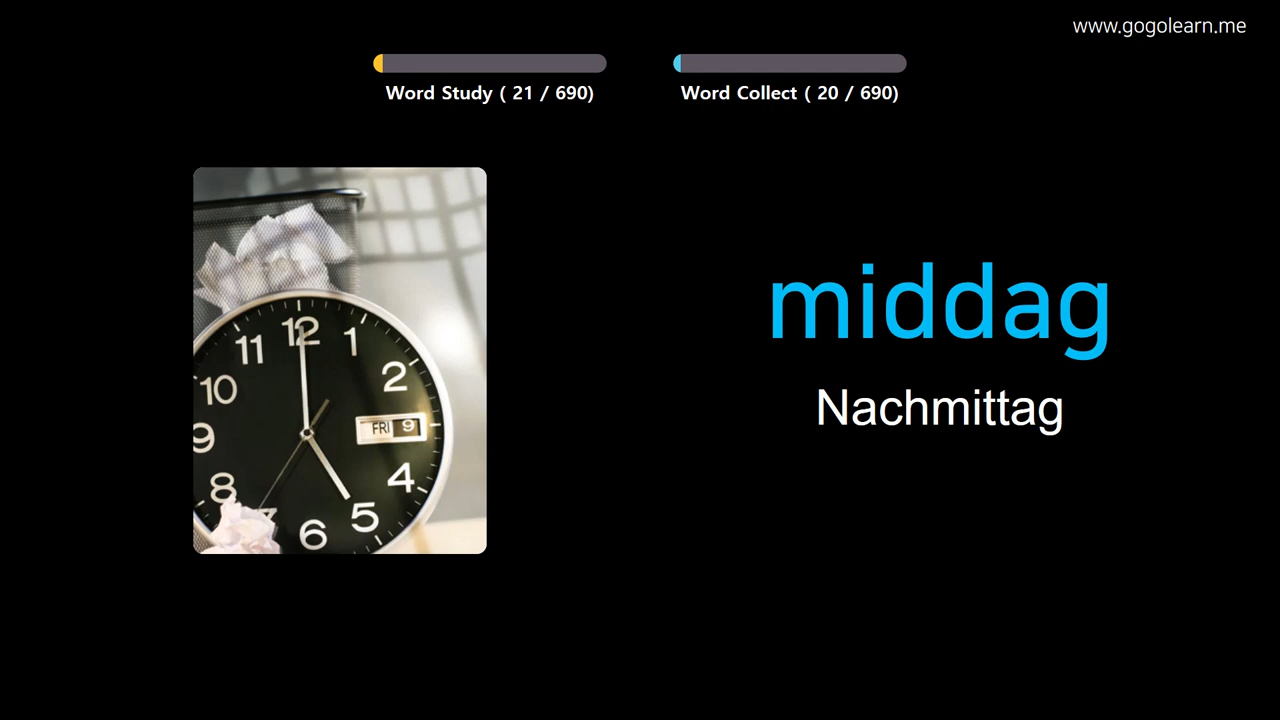 www.gogolearn.me
Word Study ( 21 / 690)
Word Collect ( 20 / 690)
middag
Nachmittag
12
11
1
10
2
9
FRI 9
8
4
7
5
6